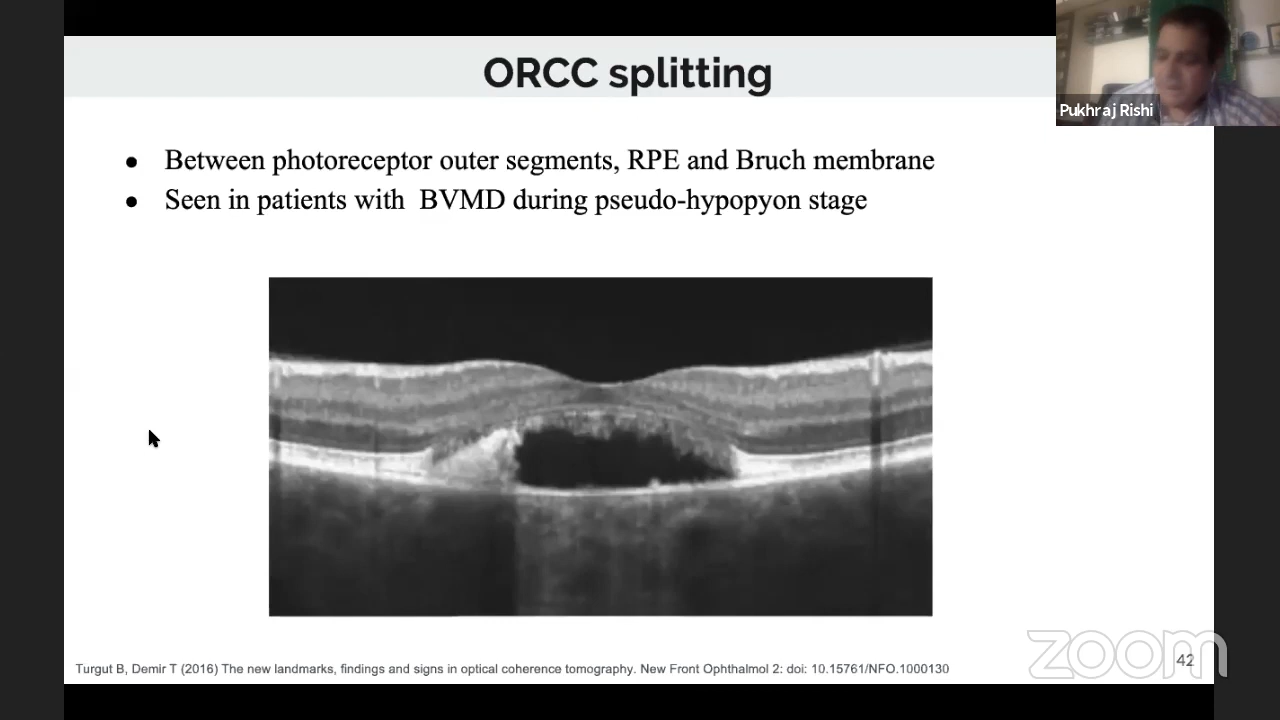 ORCC splitting
Pukhraj Rishi
• Between photoreceptor outer segments, RPE and Bruch membrane
• Seen in patients with BVMD during pseudo-hypopyon stage
Turgut B, Demir T (2016) The new landmarks, findings and signs in optical coherence tomography. New Front Ophthalmol 2: doi: 10.15761/NFO.1000130
zoom
42